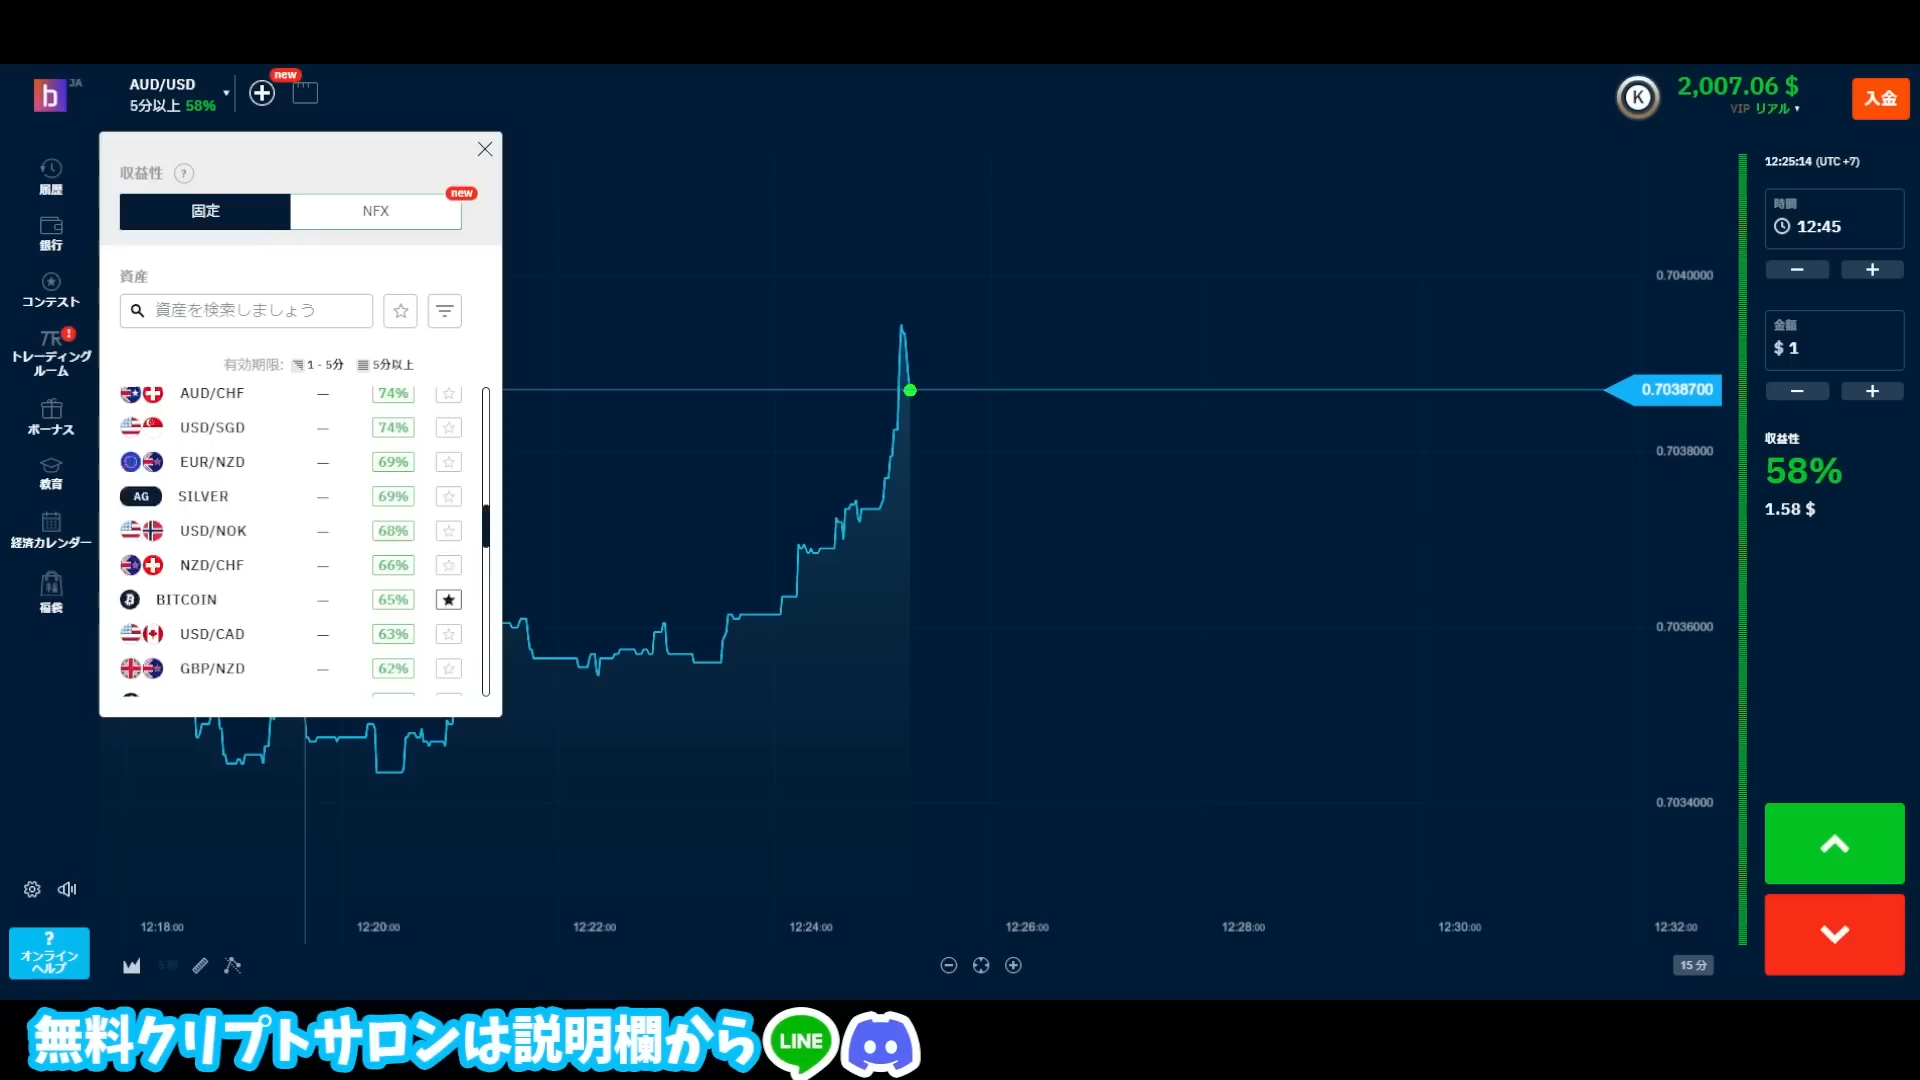 b JA
AUD/USD
5分以上 58%
new
K
2,007.06 $
VIP リアル
入金
履歴
銀行
コンテスト
トレーディング
ルーム
ボーナス
教育
経済カレンダー
福袋
収益性 ?
new
固定
NFX
資産
資産を検索しましょう
有効期限: 1 - 5分 5分以上
AUD/CHF — 74%
USD/SGD — 74%
EUR/NZD — 69%
AG SILVER — 69%
USD/NOK — 68%
NZD/CHF — 66%
BITCOIN — 65%
USD/CAD — 63%
GBP/NZD — 62%
0.7040000
0.7038700
0.7038000
0.7036000
0.7034000
12:18:00
12:20:00
12:22:00
12:24:00
12:26:00
12:28:00
12:30:00
12:32:00
15 分
12:25:14 (UTC +7)
時間
12:45
金額
$ 1
収益性
58%
1.58 $
?
オンライン
ヘルプ
無料クリプトサロンは説明欄から LINE